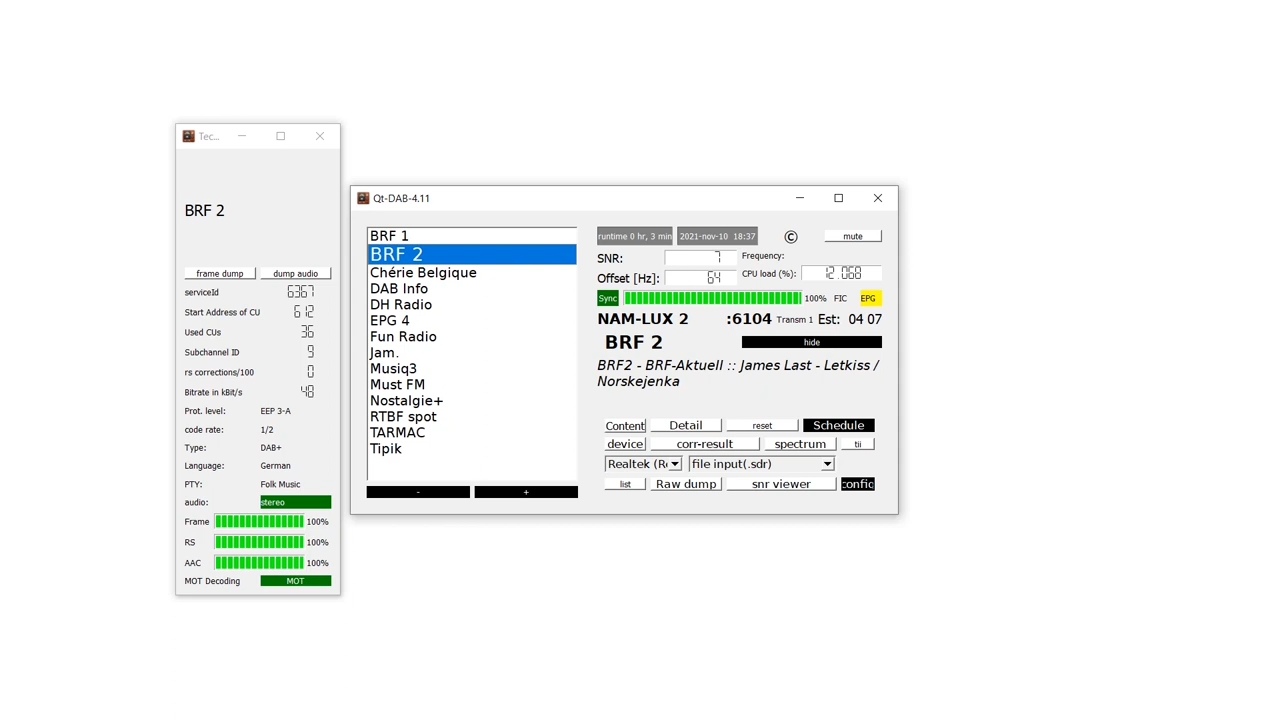 Tec...
BRF 2
frame dump
dump audio
serviceId 6367
Start Address of CU 612
Used CUs 36
Subchannel ID 9
rs corrections/100 0
Bitrate in kBit/s 48
Prot. level: EEP 3-A
code rate: 1/2
Type: DAB+
Language: German
PTY: Folk Music
audio: stereo
Frame 100%
RS 100%
AAC 100%
MOT Decoding MOT
Qt-DAB-4.11
BRF 1
BRF 2
Chérie Belgique
DAB Info
DH Radio
EPG 4
Fun Radio
Jam.
Musiq3
Must FM
Nostalgie+
RTBF spot
TARMAC
Tipik
- +
runtime 0 hr, 3 min 2021-nov-10 18:37 © mute
SNR: 7 Frequency:
Offset [Hz]: 64 CPU load (%): 12.068
Sync 100% FIC EPG
NAM-LUX 2 :6104 Transm 1 Est: 04 07
BRF 2 hide
BRF2 - BRF-Aktuell :: James Last - Letkiss /
Norskejenka
Content Detail reset Schedule
device corr-result spectrum tii
Realtek (R file input(.sdr)
list Raw dump snr viewer config